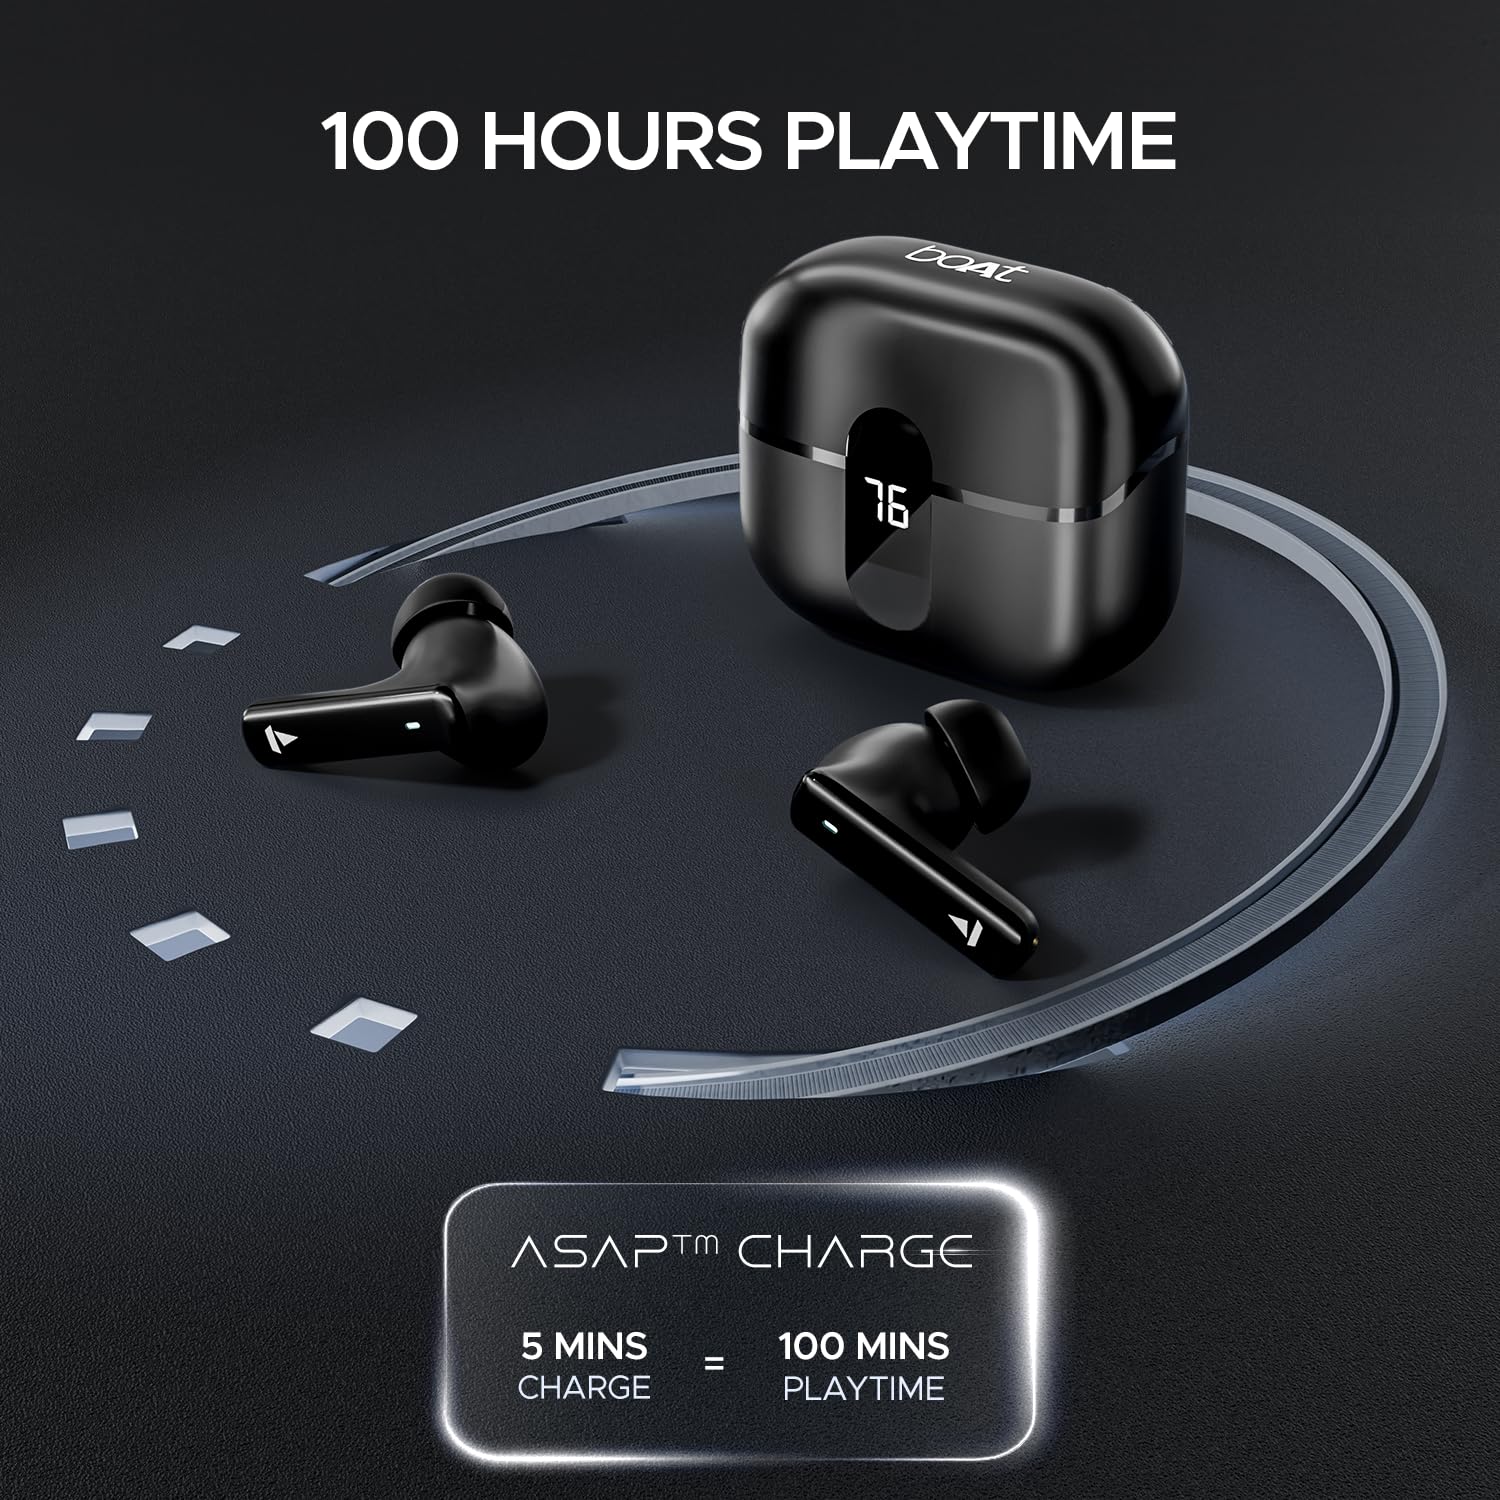 100 HOURS PLAYTIME
boAt
76
ASAP™ CHARGE
5 MINS = 100 MINS
CHARGE PLAYTIME